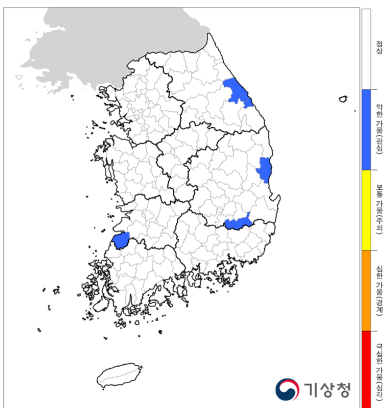 정상
약한 가뭄(관심)
보통 가뭄(주의)
심한 가뭄(경계)
극심한 가뭄(심각)
기상청